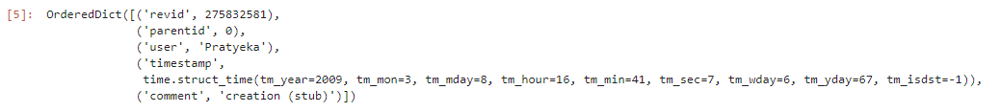 [5]: OrderedDict([('revid', 275832581),
('parentid', 0),
('user', 'Pratyeka'),
('timestamp',
time.struct_time(tm_year=2009, tm_mon=3, tm_mday=8, tm_hour=16, tm_min=41, tm_sec=7, tm_wday=6, tm_yday=67, tm_isdst=-1)),
('comment', 'creation (stub)')])